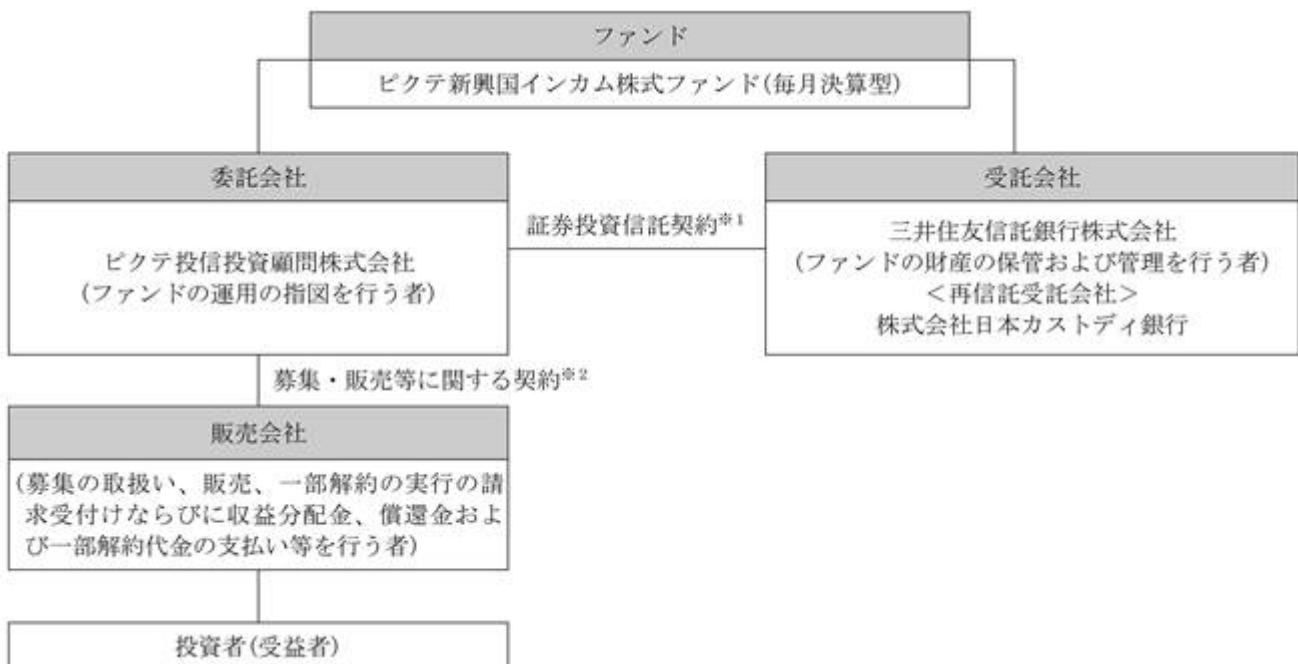 ファンド
ピクテ新興国インカム株式ファンド(毎月決算型)
委託会社
ピクテ投信投資顧問株式会社
(ファンドの運用の指図を行う者)
証券投資信託契約※1
受託会社
三井住友信託銀行株式会社
(ファンドの財産の保管および管理を行う者)
<再信託受託会社>
株式会社日本カストディ銀行
募集・販売等に関する契約※2
販売会社
(募集の取扱い、販売、一部解約の実行の請
求受付けならびに収益分配金、償還金およ
び一部解約代金の支払い等を行う者)
投資者(受益者)